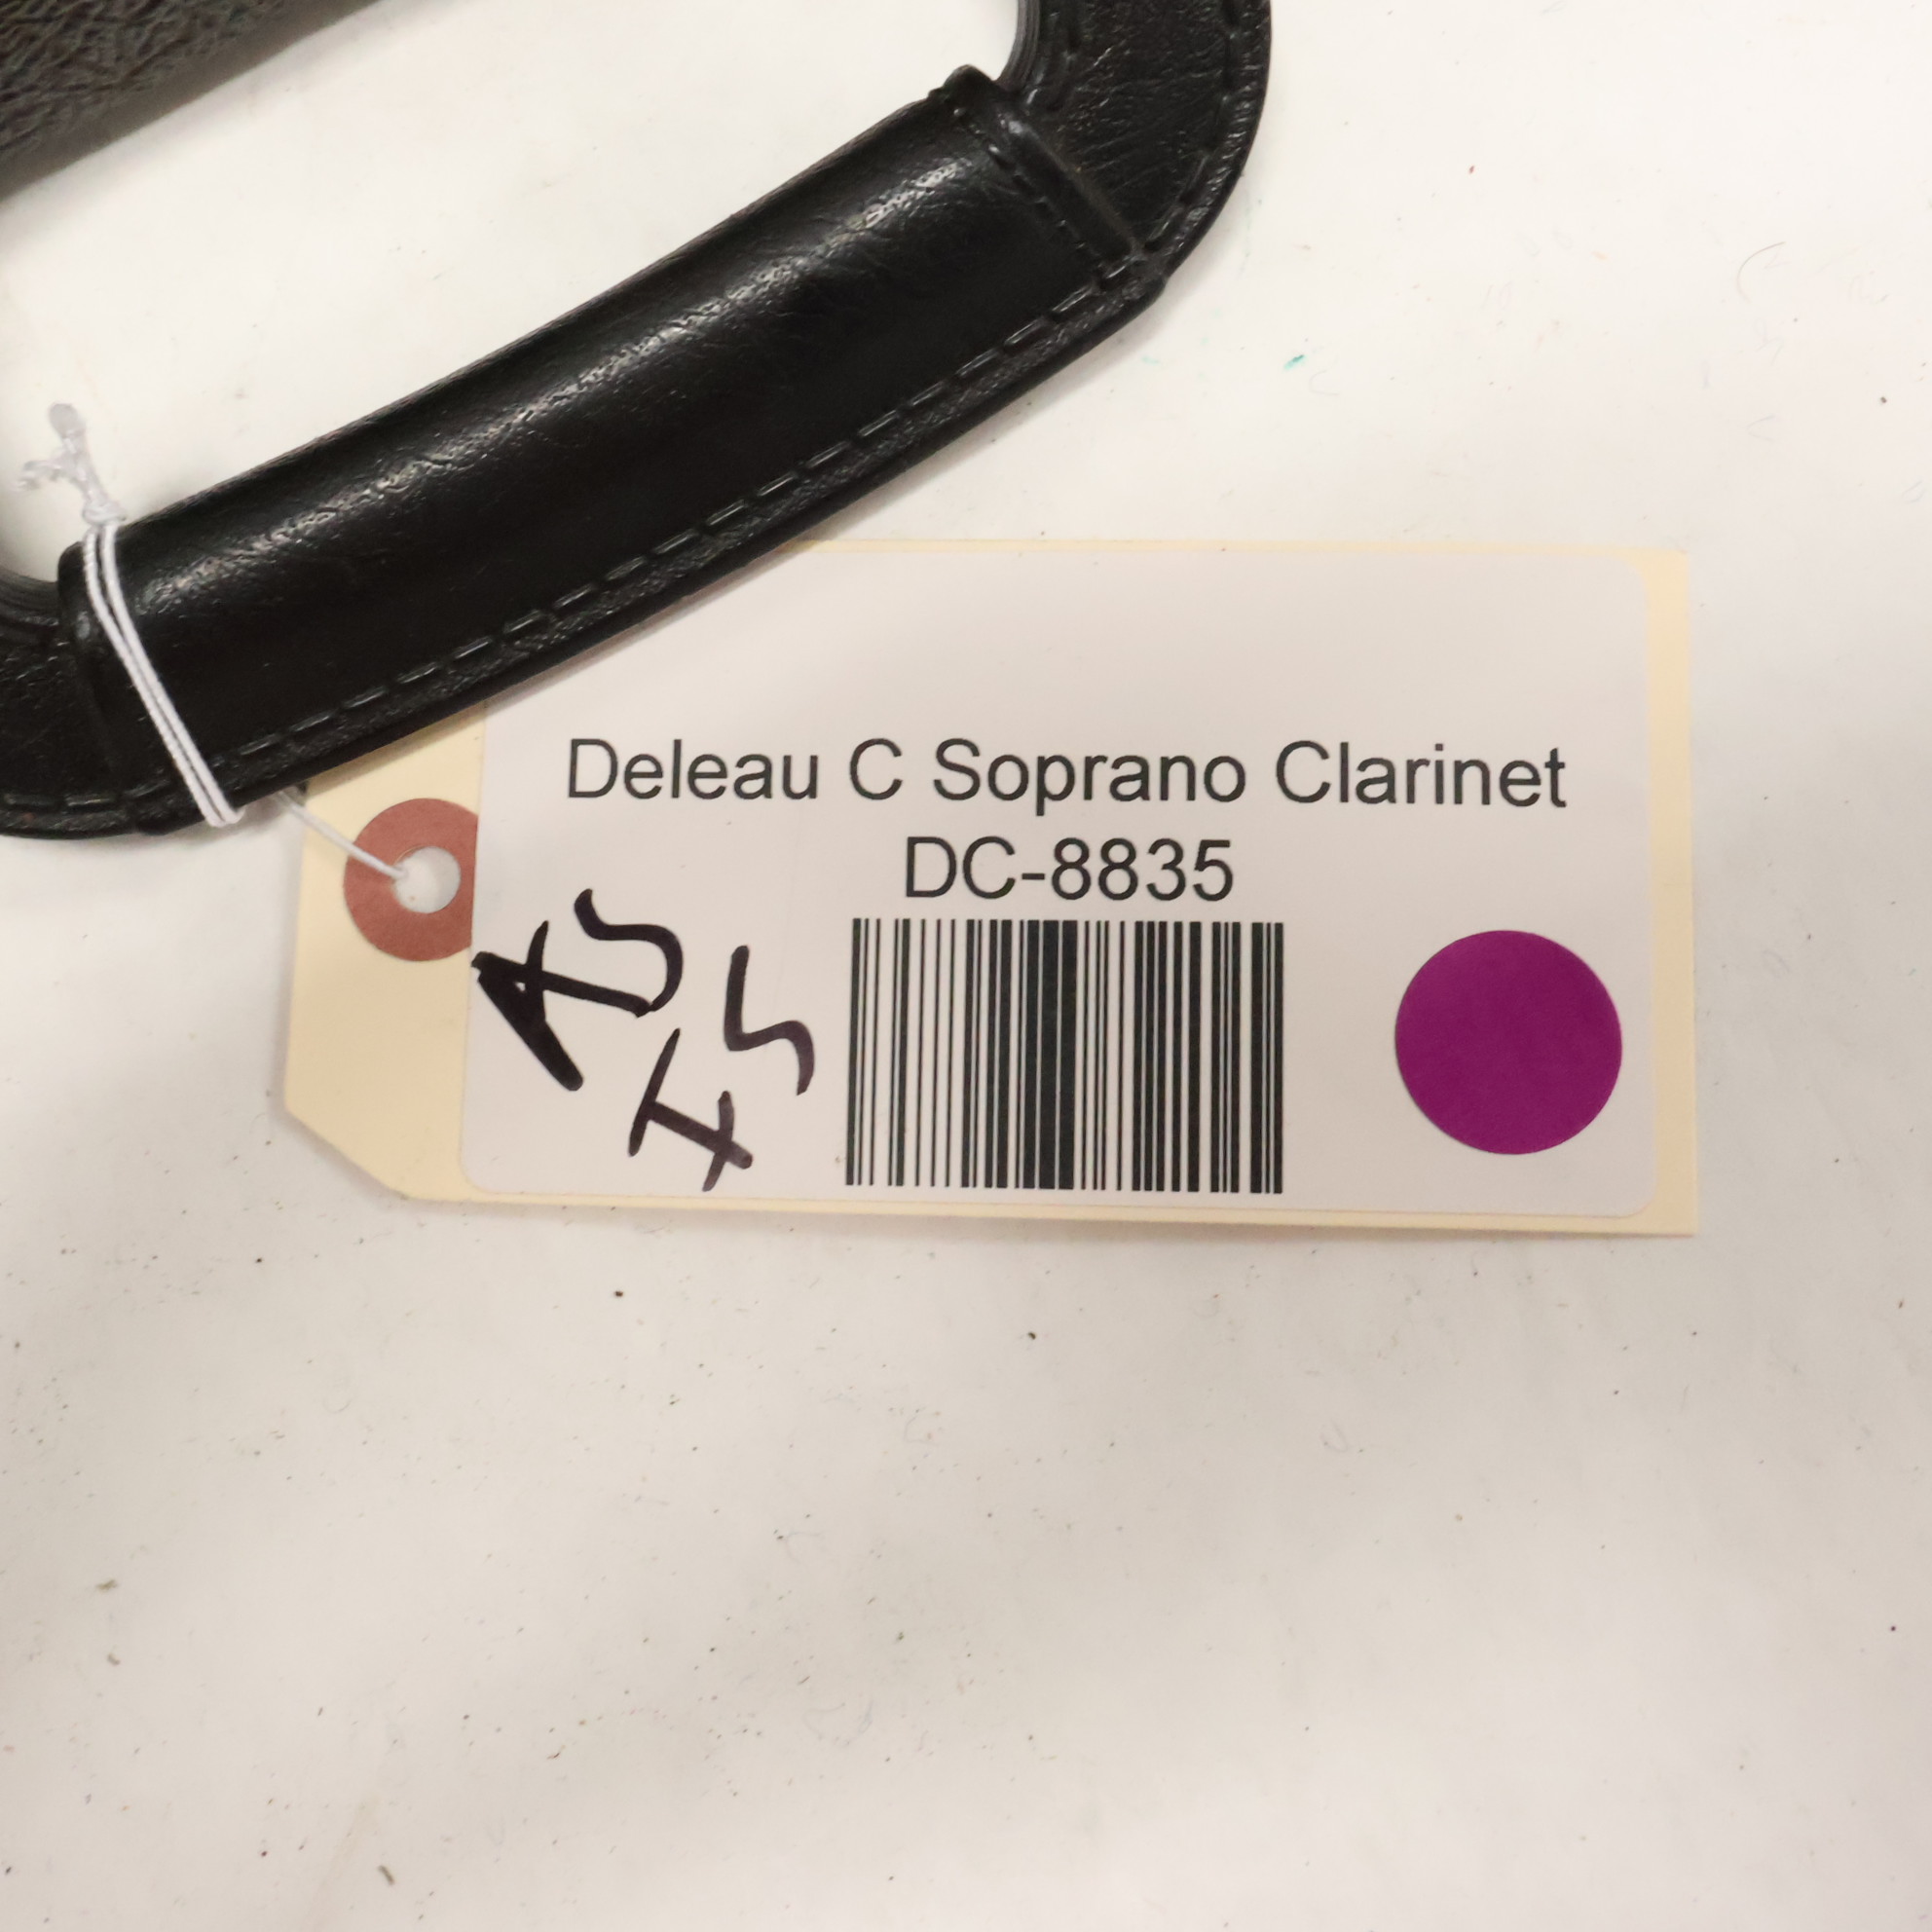 Deleau C Soprano Clarinet
DC-8835
AS
IS